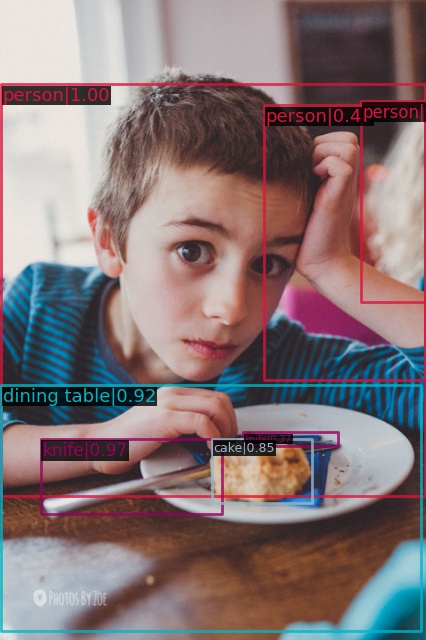 person|1.00
person|0.4
person|
dining table|0.92
knife|0.97
cake|0.85
PHOTOS BY ZOE